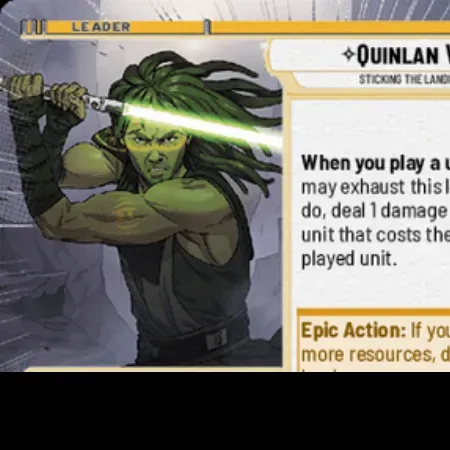 LEADER
QUINLAN
STICKING THE LAND
When you play a u
may exhaust this l
do, deal 1 damage
unit that costs the
played unit.
Epic Action: If you
more resources, d